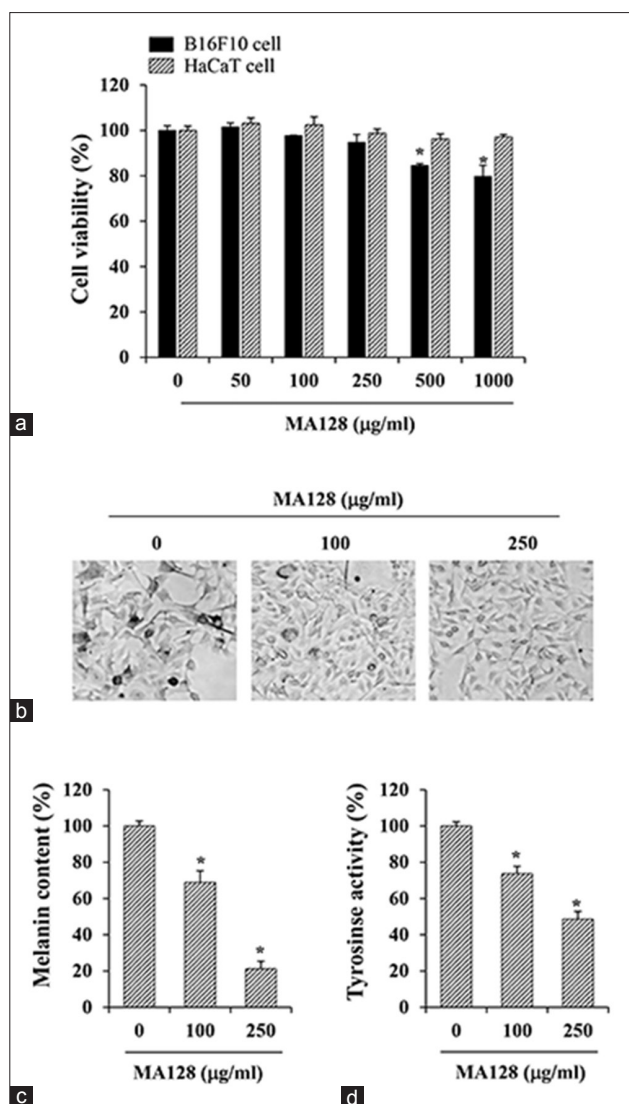 B16F10 cell
HaCaT cell
Cell viability (%)
120
100
80
60
40
20
0
*
*
0 50 100 250 500 1000
MA128 (μg/ml)
a
MA128 (μg/ml)
0 100 250
b
Melanin content (%)
120
100
80
60
40
20
0
*
*
0 100 250
MA128 (μg/ml)
c
Tyrosinse activity (%)
120
100
80
60
40
20
0
*
*
0 100 250
MA128 (μg/ml)
d